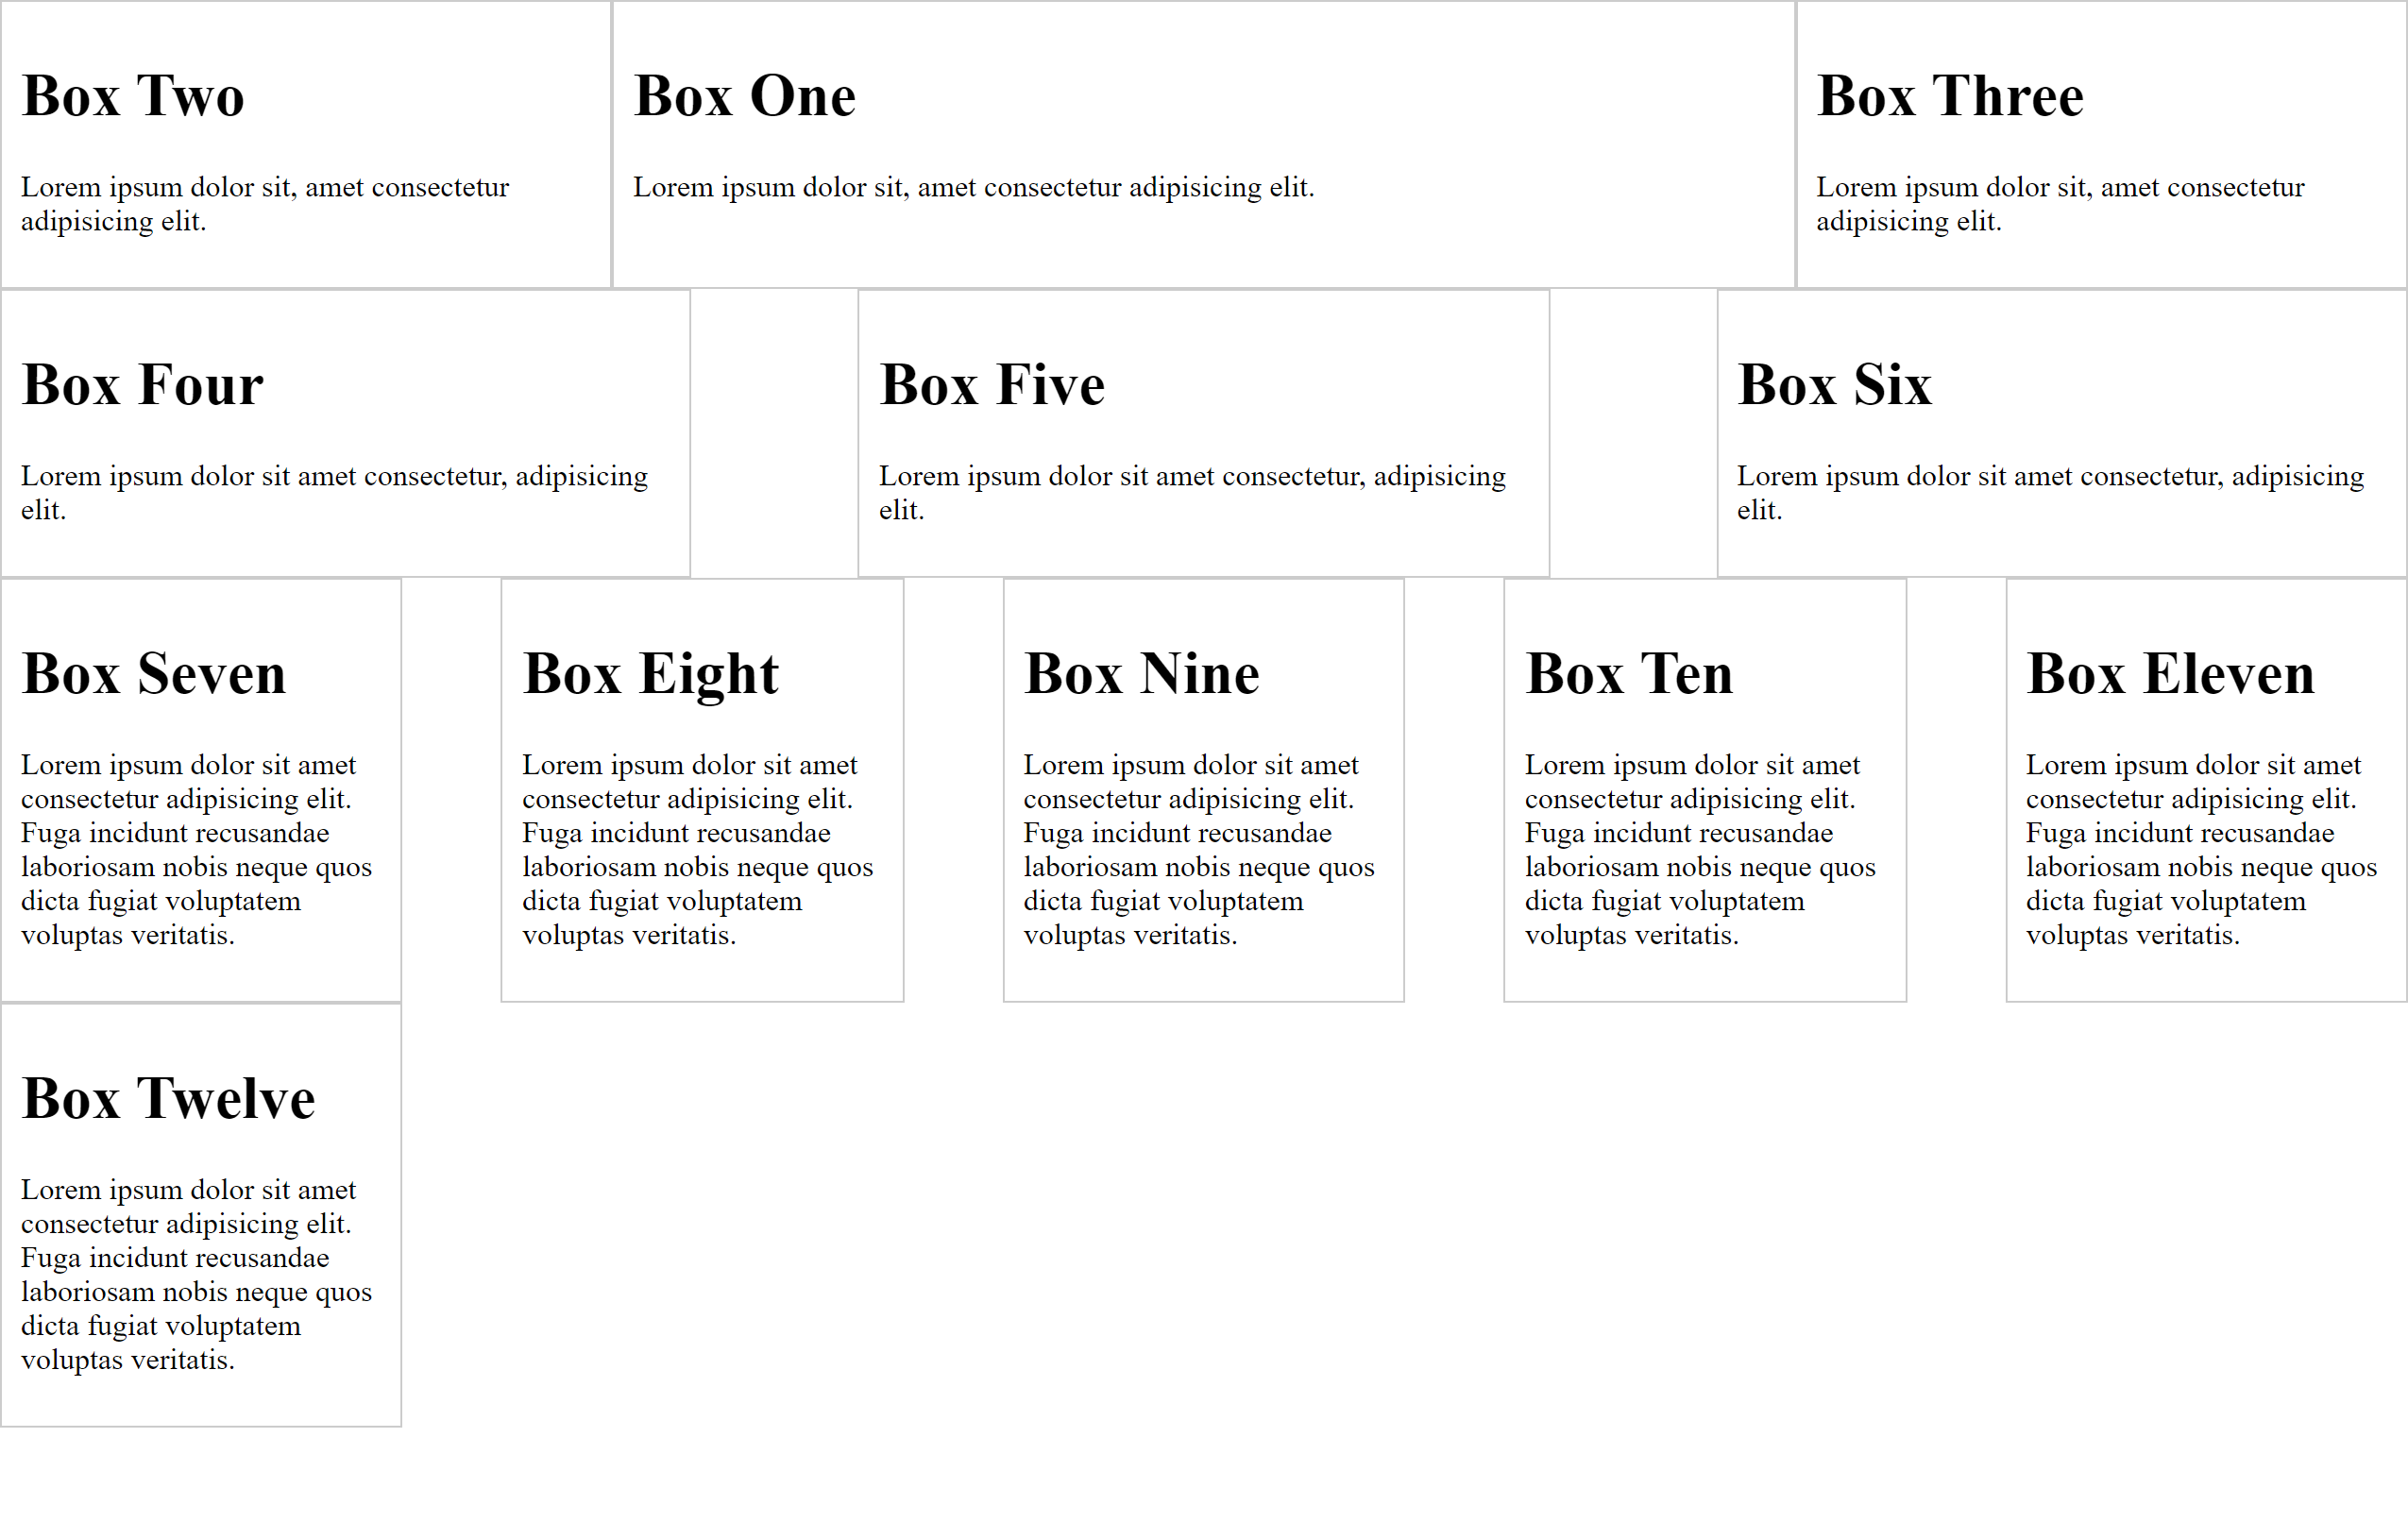 Box Two
Lorem ipsum dolor sit, amet consectetur
adipisicing elit.
Box One
Lorem ipsum dolor sit, amet consectetur adipisicing elit.
Box Three
Lorem ipsum dolor sit, amet consectetur
adipisicing elit.
Box Four
Lorem ipsum dolor sit amet consectetur, adipisicing
elit.
Box Five
Lorem ipsum dolor sit amet consectetur, adipisicing
elit.
Box Six
Lorem ipsum dolor sit amet consectetur, adipisicing
elit.
Box Seven
Lorem ipsum dolor sit amet
consectetur adipisicing elit.
Fuga incidunt recusandae
laboriosam nobis neque quos
dicta fugiat voluptatem
voluptas veritatis.
Box Eight
Lorem ipsum dolor sit amet
consectetur adipisicing elit.
Fuga incidunt recusandae
laboriosam nobis neque quos
dicta fugiat voluptatem
voluptas veritatis.
Box Nine
Lorem ipsum dolor sit amet
consectetur adipisicing elit.
Fuga incidunt recusandae
laboriosam nobis neque quos
dicta fugiat voluptatem
voluptas veritatis.
Box Ten
Lorem ipsum dolor sit amet
consectetur adipisicing elit.
Fuga incidunt recusandae
laboriosam nobis neque quos
dicta fugiat voluptatem
voluptas veritatis.
Box Eleven
Lorem ipsum dolor sit amet
consectetur adipisicing elit.
Fuga incidunt recusandae
laboriosam nobis neque quos
dicta fugiat voluptatem
voluptas veritatis.
Box Twelve
Lorem ipsum dolor sit amet
consectetur adipisicing elit.
Fuga incidunt recusandae
laboriosam nobis neque quos
dicta fugiat voluptatem
voluptas veritatis.